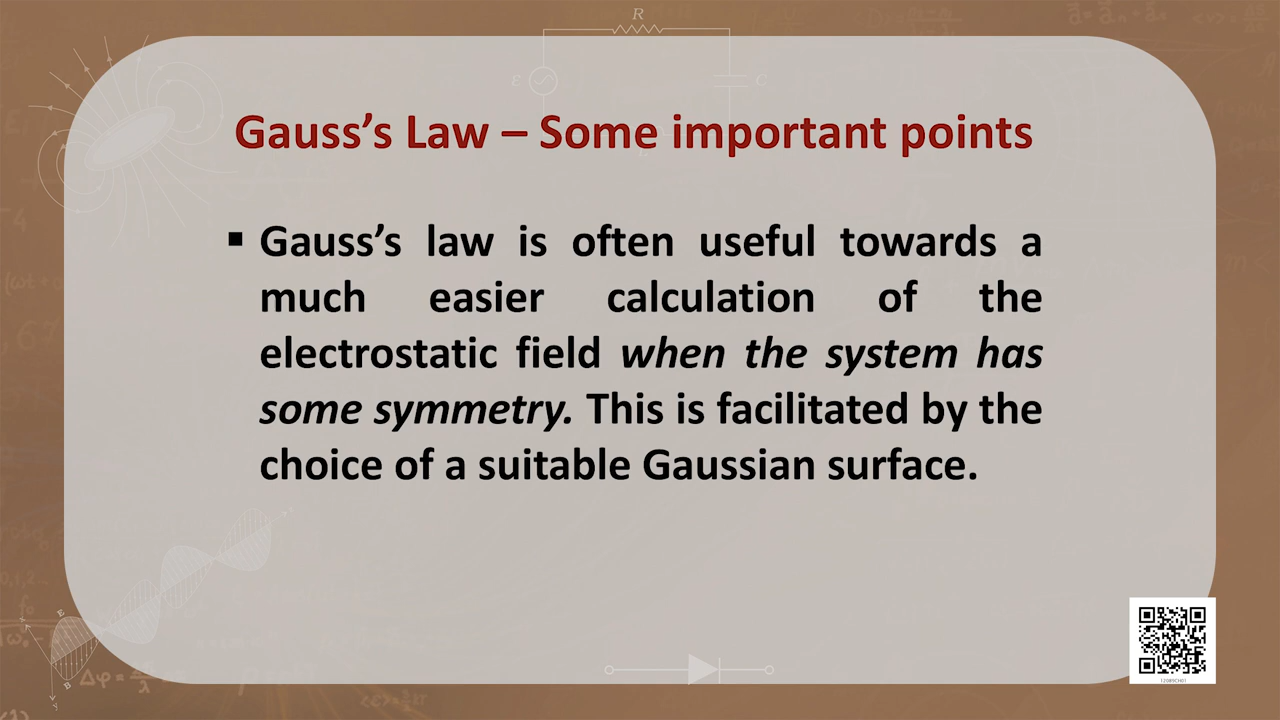 R
ε
C
Gauss’s Law – Some important points
▪ Gauss’s law is often useful towards a
much easier calculation of the
electrostatic field when the system has
some symmetry. This is facilitated by the
choice of a suitable Gaussian surface.
E
B